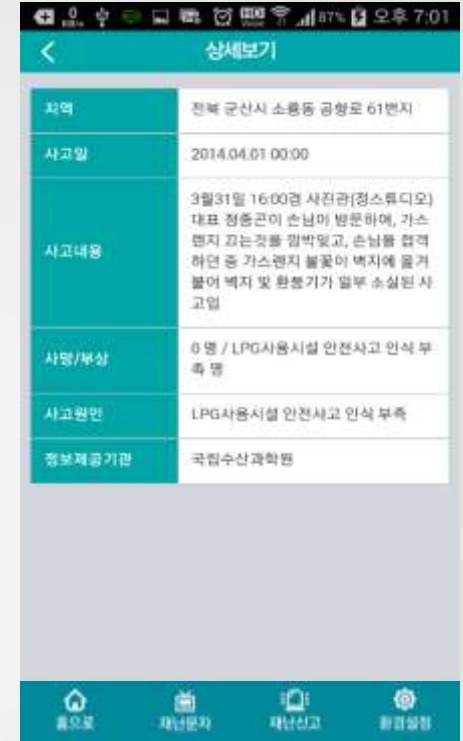 0
87% 오후 7:01
상세보기
지역
전북 군산시 소룡동 공항로 61번지
사고일
2014.04.01 00:00
사고내용
3월31일 16:00경 사진관(정스튜디오)
대표 정종곤이 손님이 방문하여, 가스
렌지 끄는것을 깜박잊고, 손님을 접객
하던 중 가스렌지 불꽃이 벽지에 옮겨
붙어 벽지 및 환풍기가 일부 소실된 사
고임
사망/부상
0 명 / LPG사용시설 안전사고 인식 부
족 명
사고원인
LPG사용시설 안전사고 인식 부족
정보제공기관
국립수산과학원
홈으로
재난문자
재난신고
환경설정